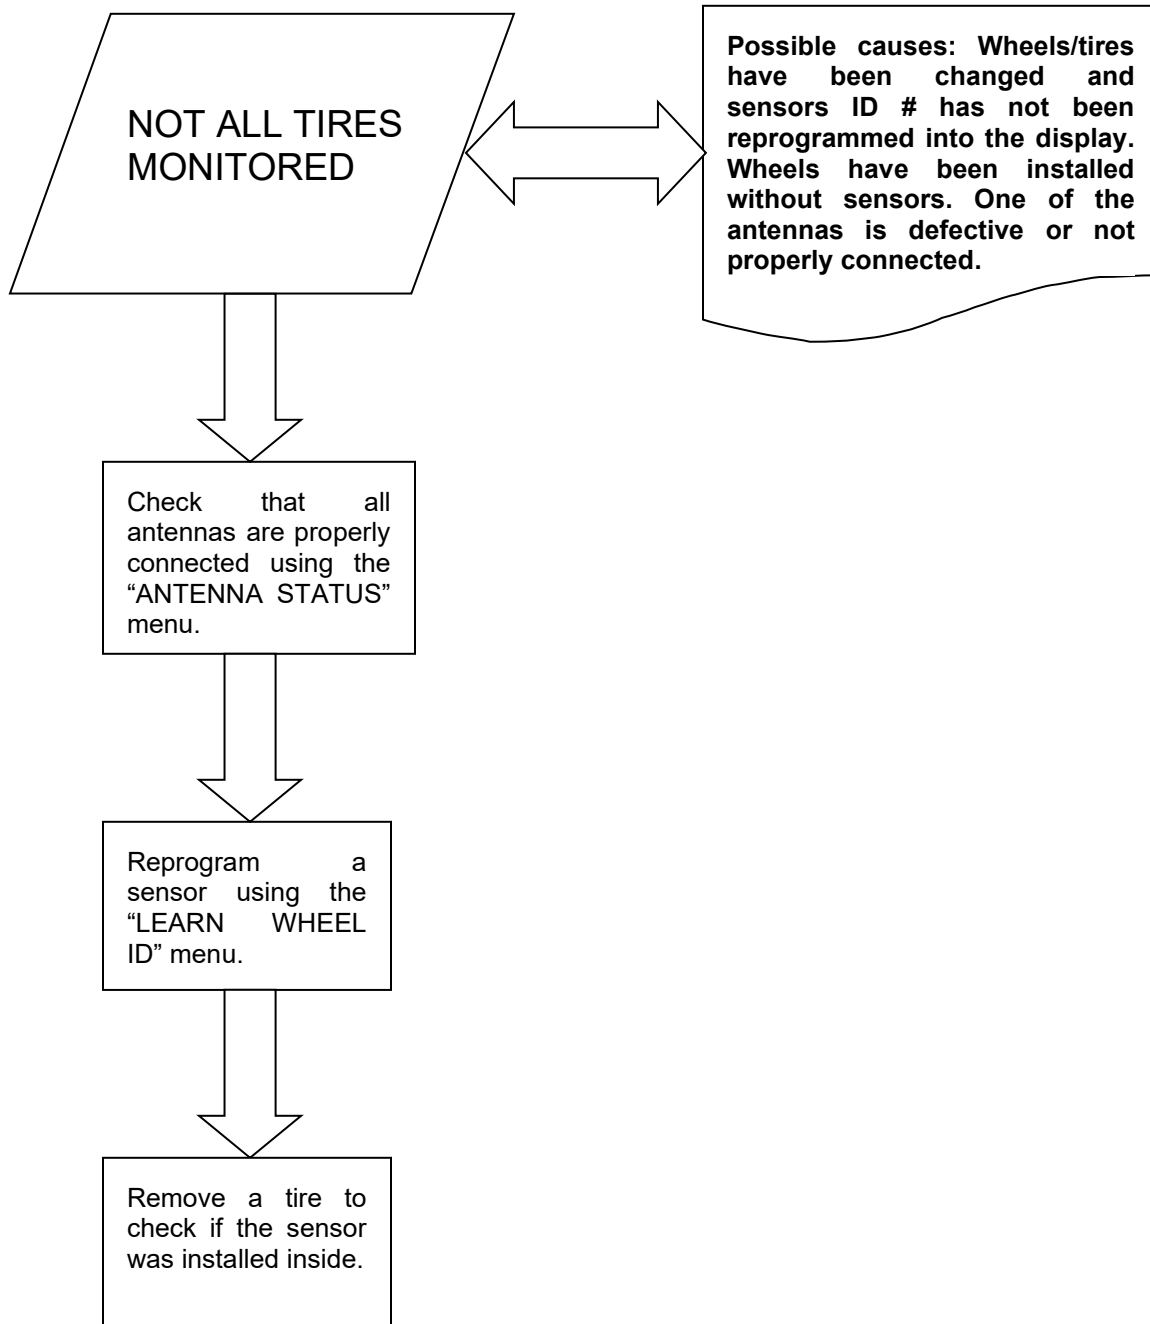 NOT ALL TIRES
MONITORED
Possible causes: Wheels/tires
have been changed and
sensors ID # has not been
reprogrammed into the display.
Wheels have been installed
without sensors. One of the
antennas is defective or not
properly connected.
Check that all
antennas are properly
connected using the
“ANTENNA STATUS”
menu.
Reprogram a
sensor using the
“LEARN WHEEL
ID” menu.
Remove a tire to
check if the sensor
was installed inside.